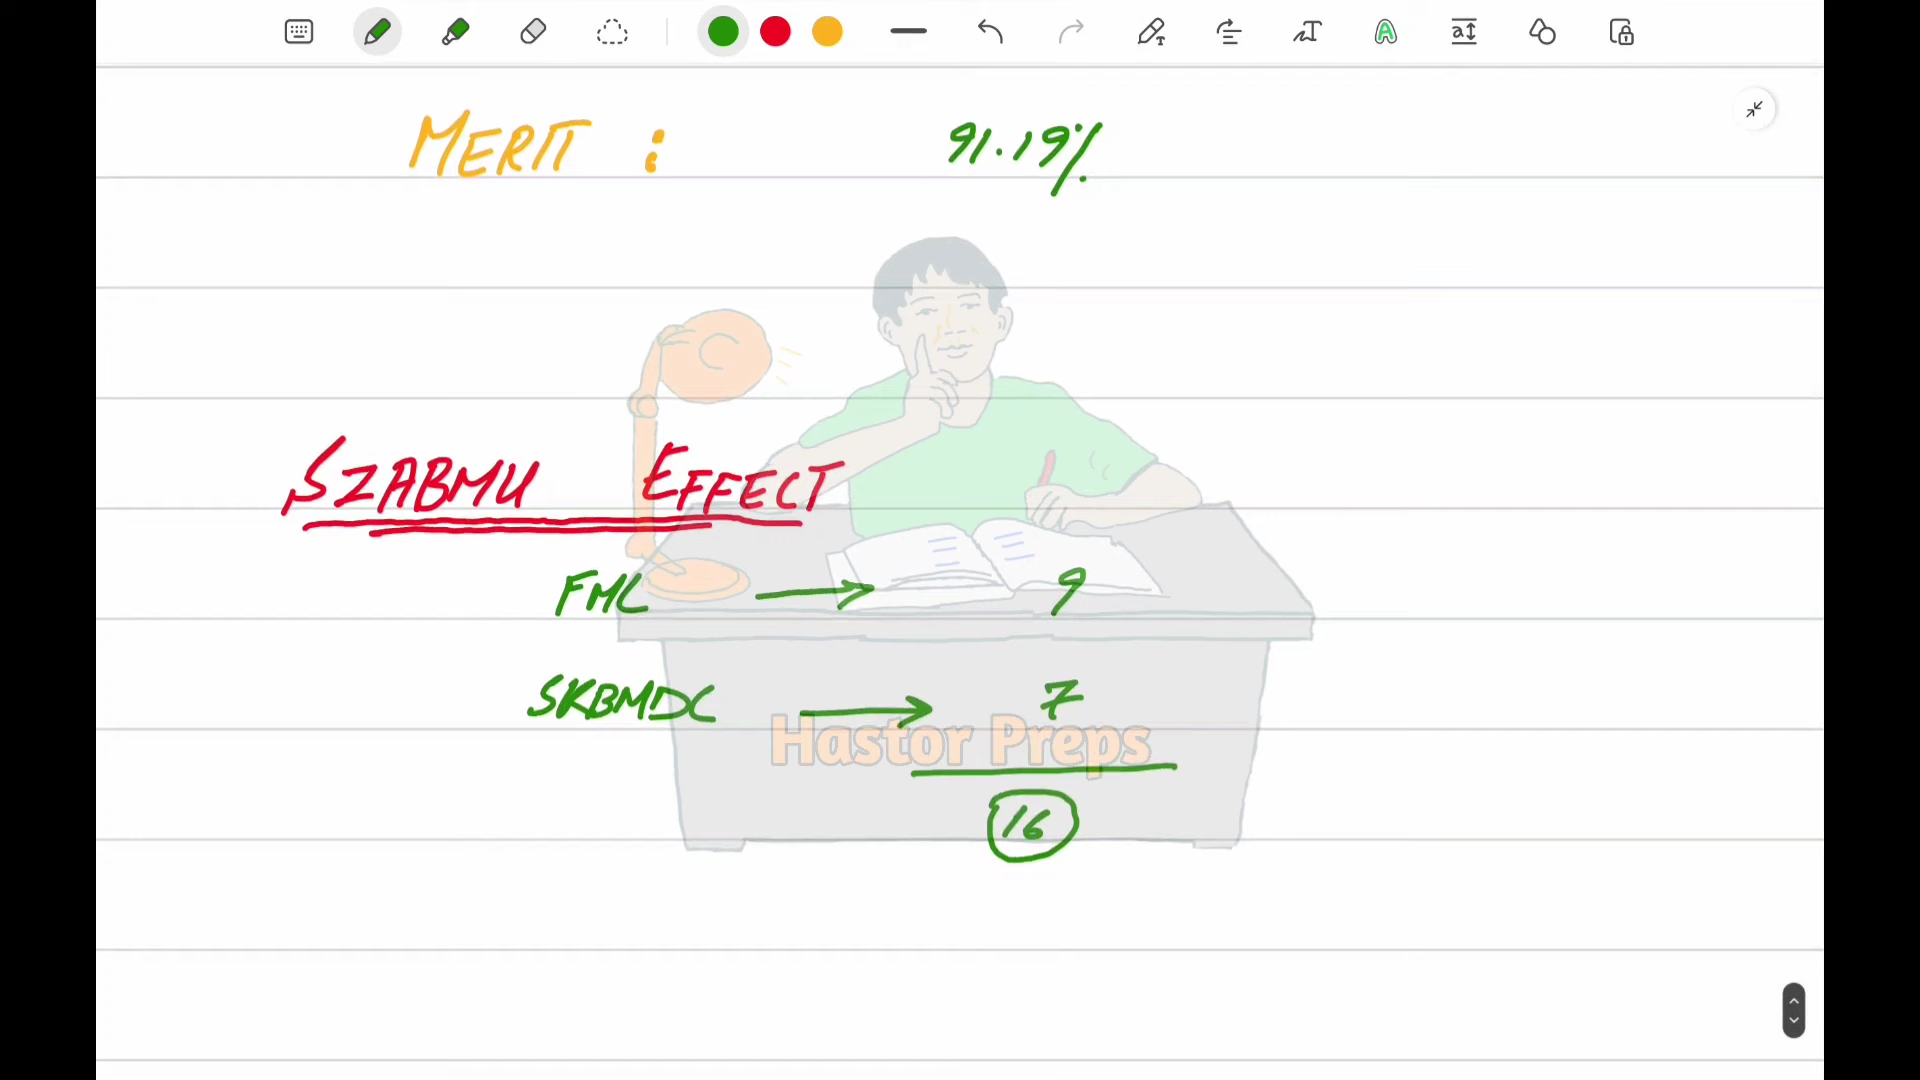 MERIT : 91.19%
SZABMU EFFECT
FMC → 9
SKBMDC → 7
Hastor Preps
16